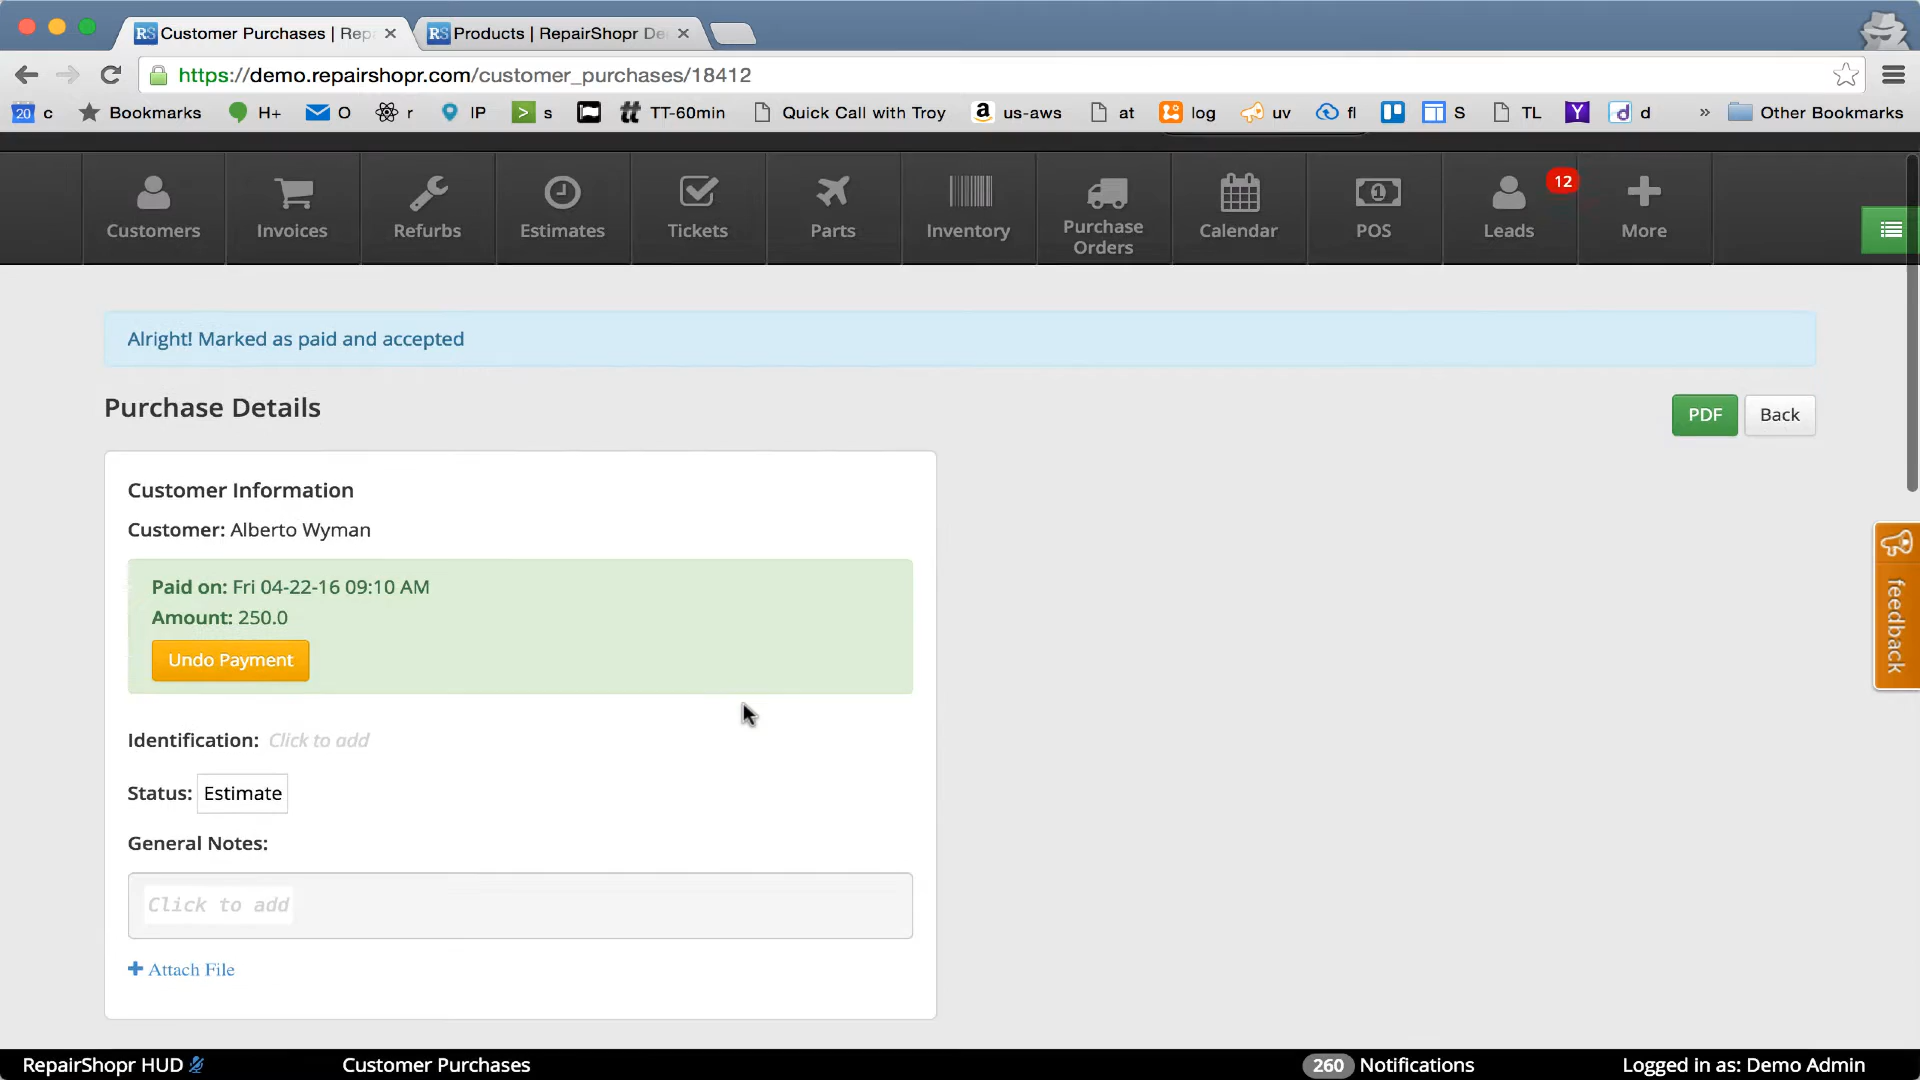 Customer Purchases | Rep
Products | RepairShopr De
https://demo.repairshopr.com/customer_purchases/18412
20 c Bookmarks H+ O r IP s TT-60min Quick Call with Troy us-aws at log uv fl S TL d » Other Bookmarks
Customers
Invoices
Refurbs
Estimates
Tickets
Parts
Inventory
Purchase
Orders
Calendar
POS
Leads
12
More
Alright! Marked as paid and accepted
Purchase Details
PDF
Back
Customer Information
Customer: Alberto Wyman
Paid on: Fri 04-22-16 09:10 AM
Amount: 250.0
Undo Payment
Identification: Click to add
Status: Estimate
General Notes:
Click to add
Attach File
feedback
RepairShopr HUD
Customer Purchases
260 Notifications
Logged in as: Demo Admin